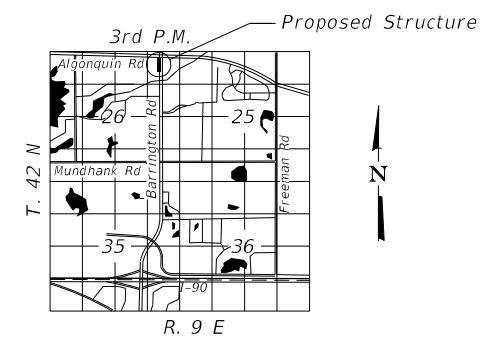 Proposed Structure
3rd P.M.
Algonquin Rd
26
25
Barrington Rd
Freeman Rd
T. 42 N
Mundhank Rd
N
35
36
I-90
R. 9 E